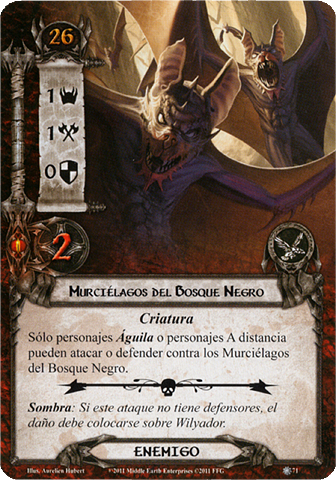 26
1
1
0
2
Murciélagos del Bosque Negro
Criatura
Sólo personajes Águila o personajes A distancia
pueden atacar o defender contra los Murciélagos
del Bosque Negro.
Sombra: Si este ataque no tiene defensores, el
daño debe colocarse sobre Wilyador.
ENEMIGO
Illus. Aurelien Hubert ©2011 Middle Earth Enterprises ©2011 FFG 71